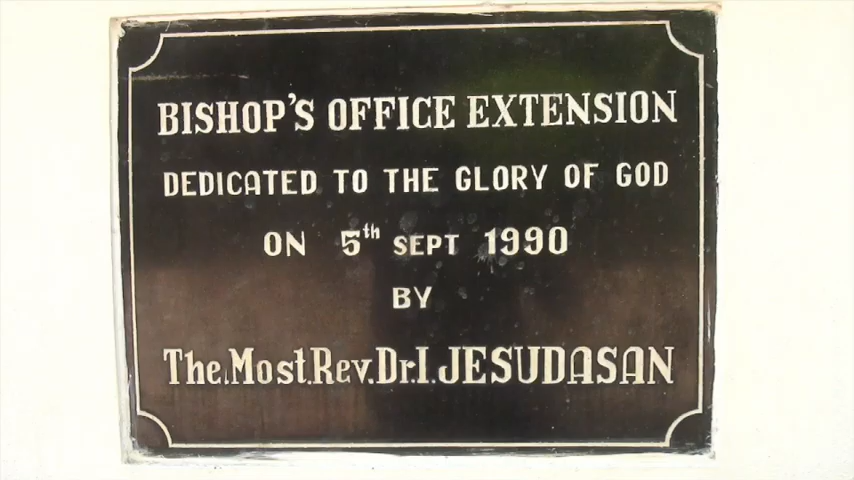 BISHOP'S OFFICE EXTENSION
DEDICATED TO THE GLORY OF GOD
ON 5th SEPT 1990
BY
The.Most.Rev.Dr.I.JESUDASAN